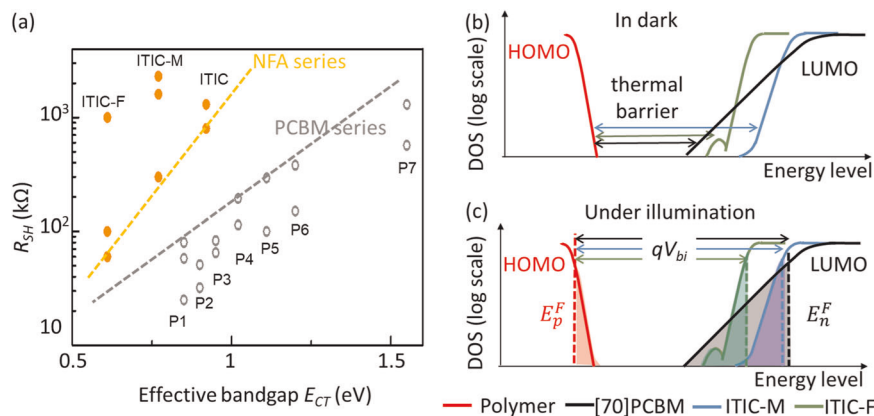 (a)
R_SH (kΩ)
10³
10²
10
0.5
1
1.5
Effective bandgap E_CT (eV)
ITIC-F
ITIC-M
ITIC
NFA series
PCBM series
P1
P2
P3
P4
P5
P6
P7
(b)
In dark
HOMO
LUMO
thermal
barrier
DOS (log scale)
Energy level
(c)
Under illumination
HOMO
qV_bi
LUMO
E_p^F
E_n^F
DOS (log scale)
Energy level
Polymer
[70]PCBM
ITIC-M
ITIC-F